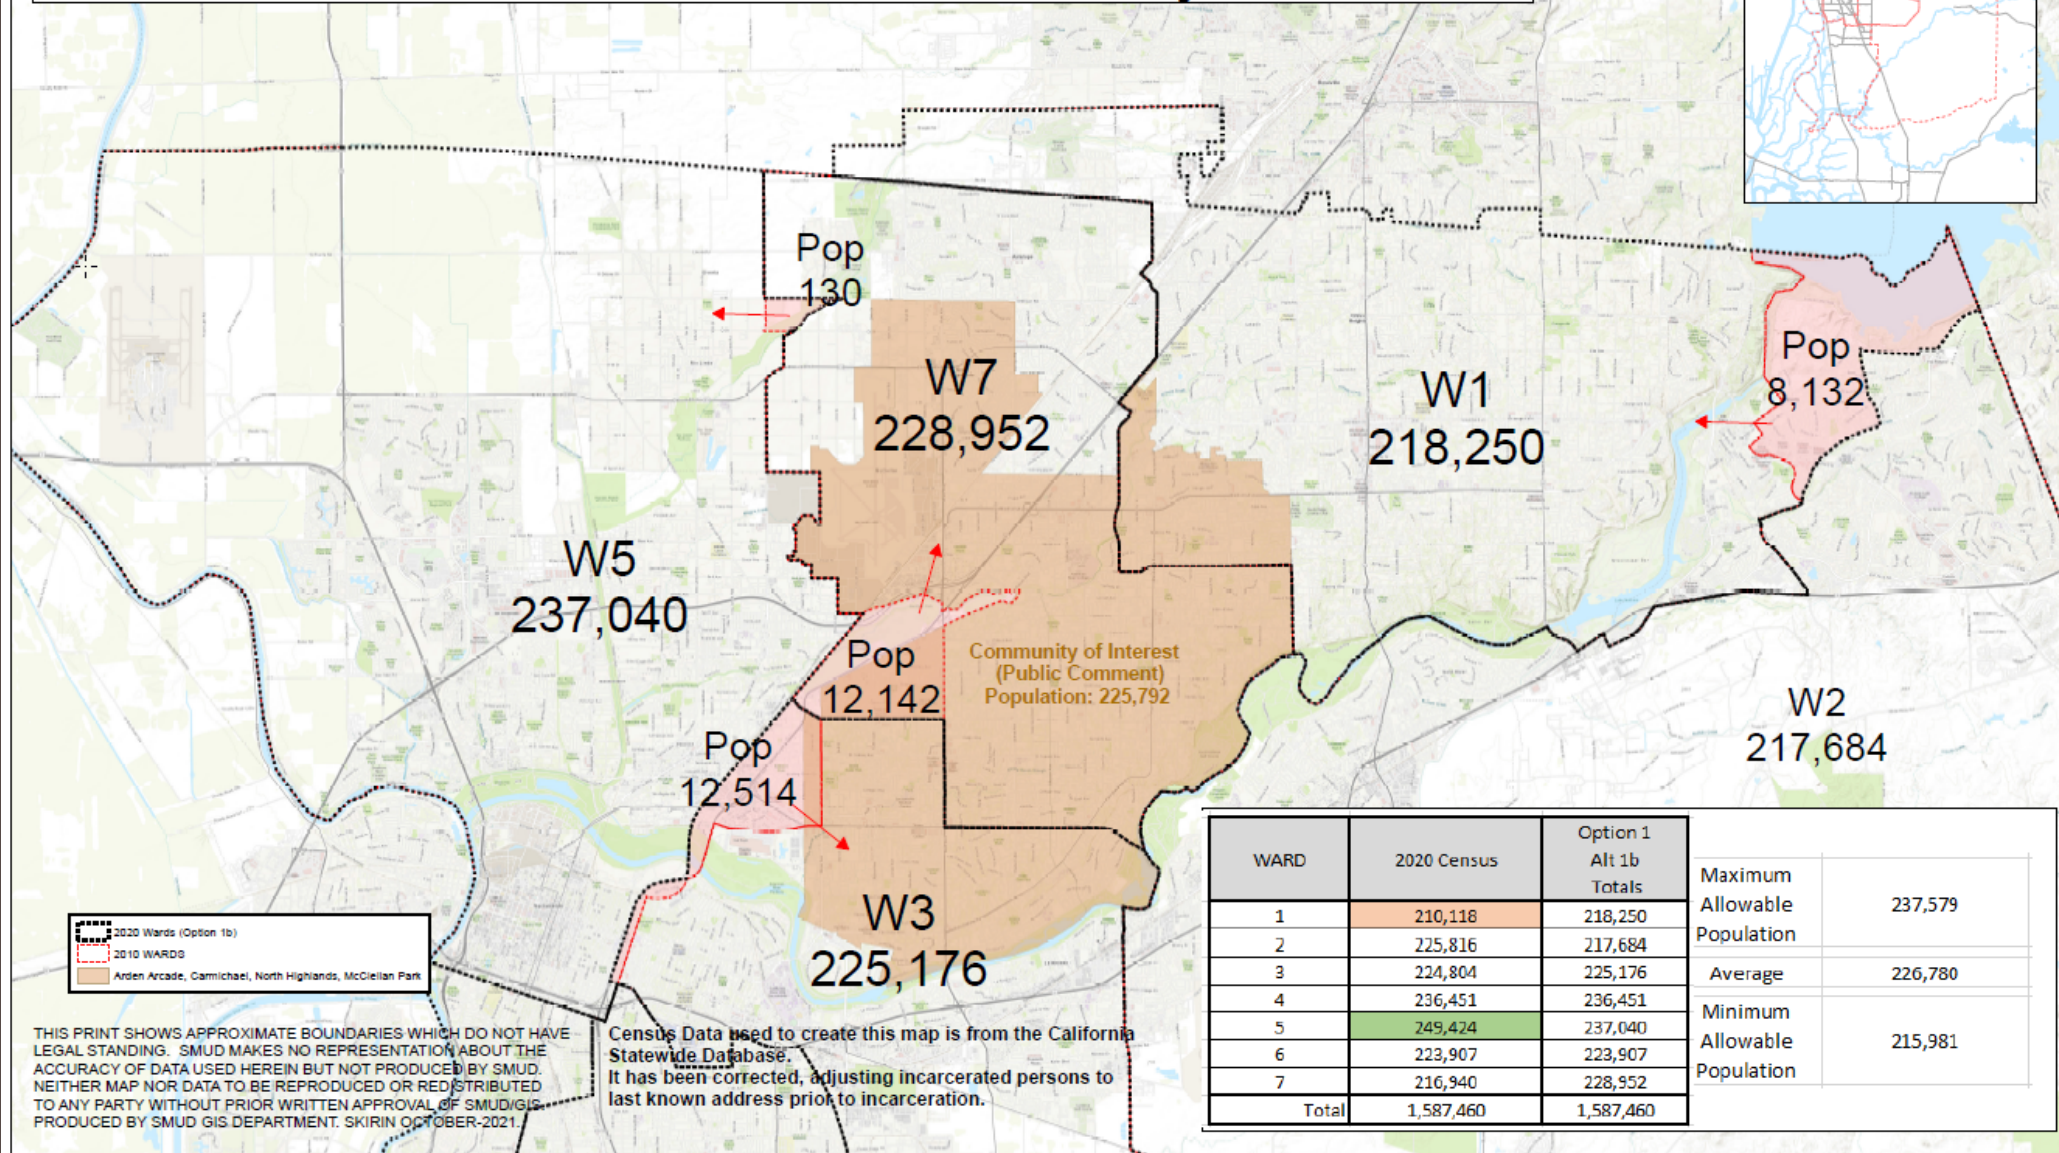 Pop
130
W7
228,952
W1
218,250
Pop
8,132
W5
237,040
Pop
12,142
Community of Interest
(Public Comment)
Population: 225,792
Pop
12,514
W2
217,684
W3
225,176
2020 Wards (Option 1b)
2010 WARDS
Arden Arcade, Carmichael, North Highlands, McClellan Park
THIS PRINT SHOWS APPROXIMATE BOUNDARIES WHICH DO NOT HAVE
LEGAL STANDING. SMUD MAKES NO REPRESENTATION ABOUT THE
ACCURACY OF DATA USED HEREIN BUT NOT PRODUCED BY SMUD.
NEITHER MAP NOR DATA TO BE REPRODUCED OR REDISTRIBUTED
TO ANY PARTY WITHOUT PRIOR WRITTEN APPROVAL OF SMUD/GIS.
PRODUCED BY SMUD GIS DEPARTMENT. SKIRIN OCTOBER-2021.
Census Data used to create this map is from the California
Statewide Database.
It has been corrected, adjusting incarcerated persons to
last known address prior to incarceration.
WARD 2020 Census Option 1 Alt 1b Totals
1 210,118 218,250
2 225,816 217,684
3 224,804 225,176
4 236,451 236,451
5 249,424 237,040
6 223,907 223,907
7 216,940 228,952
Total 1,587,460 1,587,460
Maximum
Allowable 237,579
Population
Average 226,780
Minimum
Allowable 215,981
Population